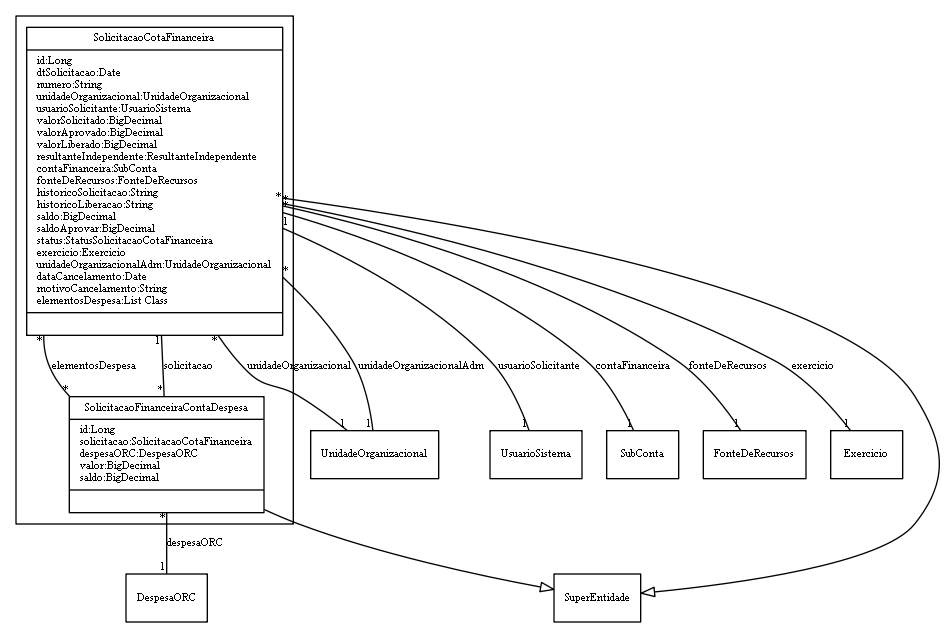 SolicitacaoCotaFinanceira
id:Long
dtSolicitacao:Date
numero:String
unidadeOrganizacional:UnidadeOrganizacional
usuarioSolicitante:UsuarioSistema
valorSolicitado:BigDecimal
valorAprovado:BigDecimal
valorLiberado:BigDecimal
resultanteIndependente:ResultanteIndependente
contaFinanceira:SubConta
fonteDeRecursos:FonteDeRecursos
historicoSolicitacao:String
historicoLiberacao:String
saldo:BigDecimal
saldoAprovar:BigDecimal
status:StatusSolicitacaoCotaFinanceira
exercicio:Exercicio
unidadeOrganizacionalAdm:UnidadeOrganizacional
dataCancelamento:Date
motivoCancelamento:String
elementosDespesa:List Class
* *
*
1
*
* 1 *
elementosDespesa solicitacao unidadeOrganizacional unidadeOrganizacionalAdm usuarioSolicitante contaFinanceira fonteDeRecursos exercicio
* *
SolicitacaoFinanceiraContaDespesa
id:Long
solicitacao:SolicitacaoCotaFinanceira
despesaORC:DespesaORC
valor:BigDecimal
saldo:BigDecimal
1 1 1 1 1 1
UnidadeOrganizacional UsuarioSistema SubConta FonteDeRecursos Exercicio
*
despesaORC
1
DespesaORC SuperEntidade